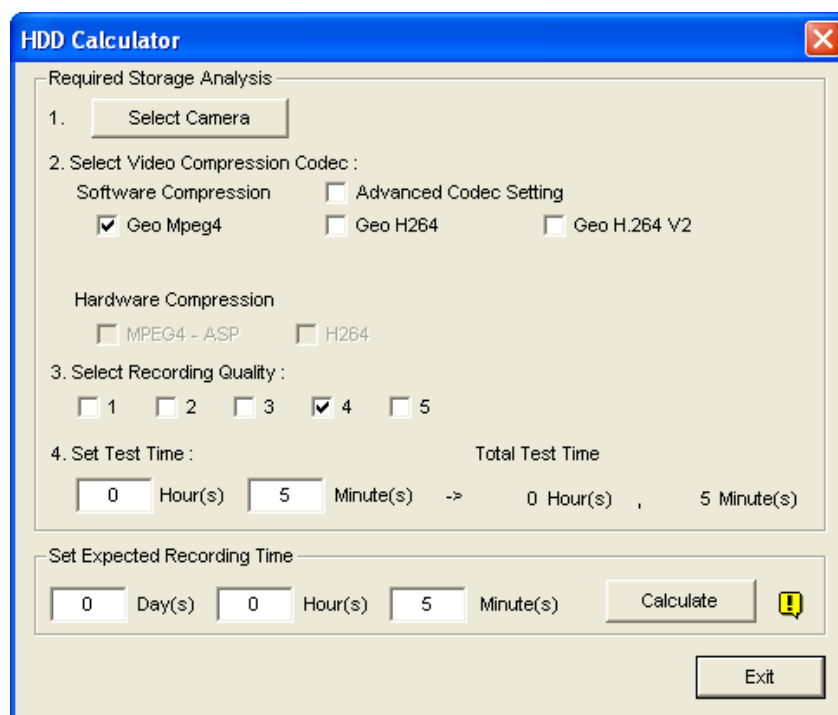 HDD Calculator
Required Storage Analysis
1. Select Camera
2. Select Video Compression Codec :
Software Compression Advanced Codec Setting
Geo Mpeg4 Geo H264 Geo H.264 V2
Hardware Compression
MPEG4 - ASP H264
3. Select Recording Quality :
1 2 3 4 5
4. Set Test Time : Total Test Time
0 Hour(s) 5 Minute(s) -> 0 Hour(s) , 5 Minute(s)
Set Expected Recording Time
0 Day(s) 0 Hour(s) 5 Minute(s) Calculate !
Exit